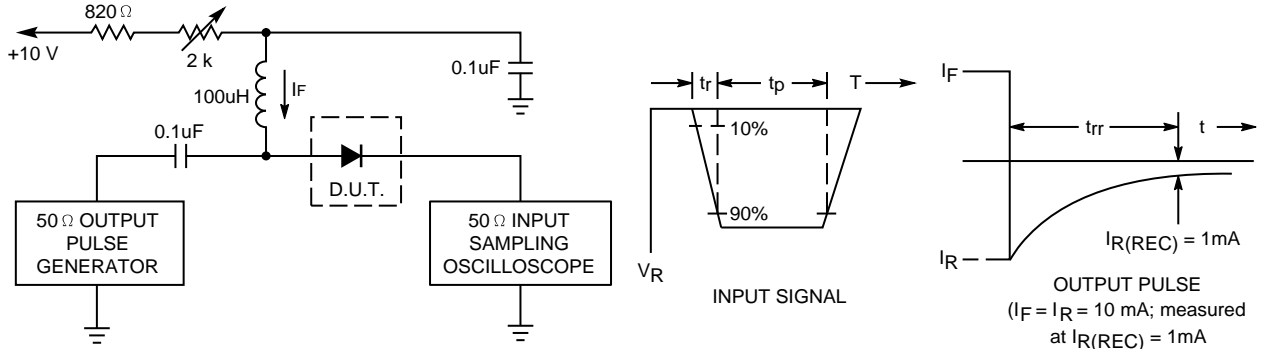 820 Ω
+10 V
2 k
0.1uF
100uH
IF
0.1uF
D.U.T.
50 Ω OUTPUT
PULSE
GENERATOR
50 Ω INPUT
SAMPLING
OSCILLOSCOPE
tr
tp
T
10%
90%
VR
INPUT SIGNAL
IF
trr
t
IR
IR(REC) = 1mA
OUTPUT PULSE
(IF = IR = 10 mA; measured
at IR(REC) = 1mA